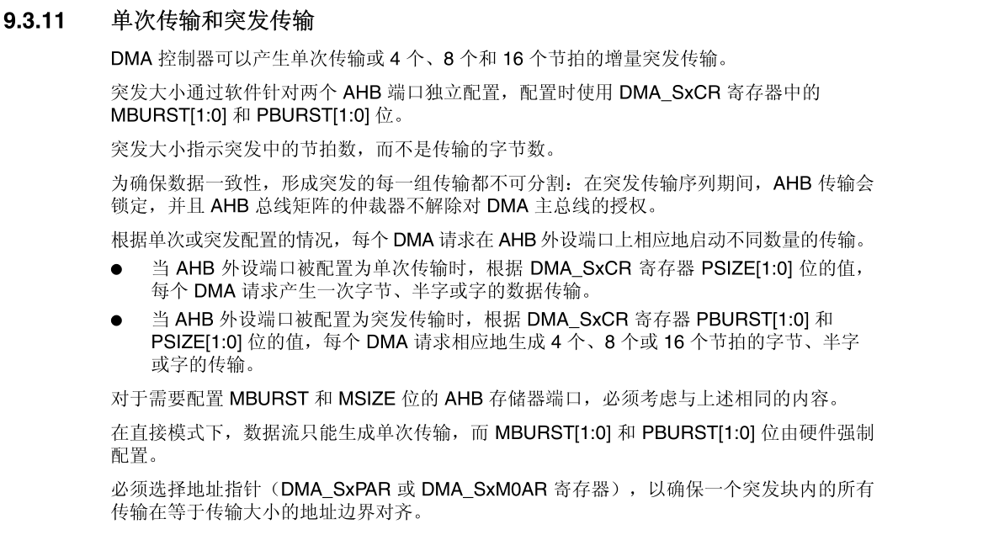 9.3.11 单次传输和突发传输
DMA 控制器可以产生单次传输或 4 个、8 个和 16 个节拍的增量突发传输。
突发大小通过软件针对两个 AHB 端口独立配置，配置时使用 DMA_SxCR 寄存器中的
MBURST[1:0] 和 PBURST[1:0] 位。
突发大小指示突发中的节拍数，而不是传输的字节数。
为确保数据一致性，形成突发的每一组传输都不可分割：在突发传输序列期间，AHB 传输会
锁定，并且 AHB 总线矩阵的仲裁器不解除对 DMA 主总线的授权。
根据单次或突发配置的情况，每个 DMA 请求在 AHB 外设端口上相应地启动不同数量的传输。
● 当 AHB 外设端口被配置为单次传输时，根据 DMA_SxCR 寄存器 PSIZE[1:0] 位的值，
每个 DMA 请求产生一次字节、半字或字的数据传输。
● 当 AHB 外设端口被配置为突发传输时，根据 DMA_SxCR 寄存器 PBURST[1:0] 和
PSIZE[1:0] 位的值，每个 DMA 请求相应地生成 4 个、8 个或 16 个节拍的字节、半字
或字的传输。
对于需要配置 MBURST 和 MSIZE 位的 AHB 存储器端口，必须考虑与上述相同的内容。
在直接模式下，数据流只能生成单次传输，而 MBURST[1:0] 和 PBURST[1:0] 位由硬件强制
配置。
必须选择地址指针（DMA_SxPAR 或 DMA_SxM0AR 寄存器），以确保一个突发块内的所有
传输在等于传输大小的地址边界对齐。